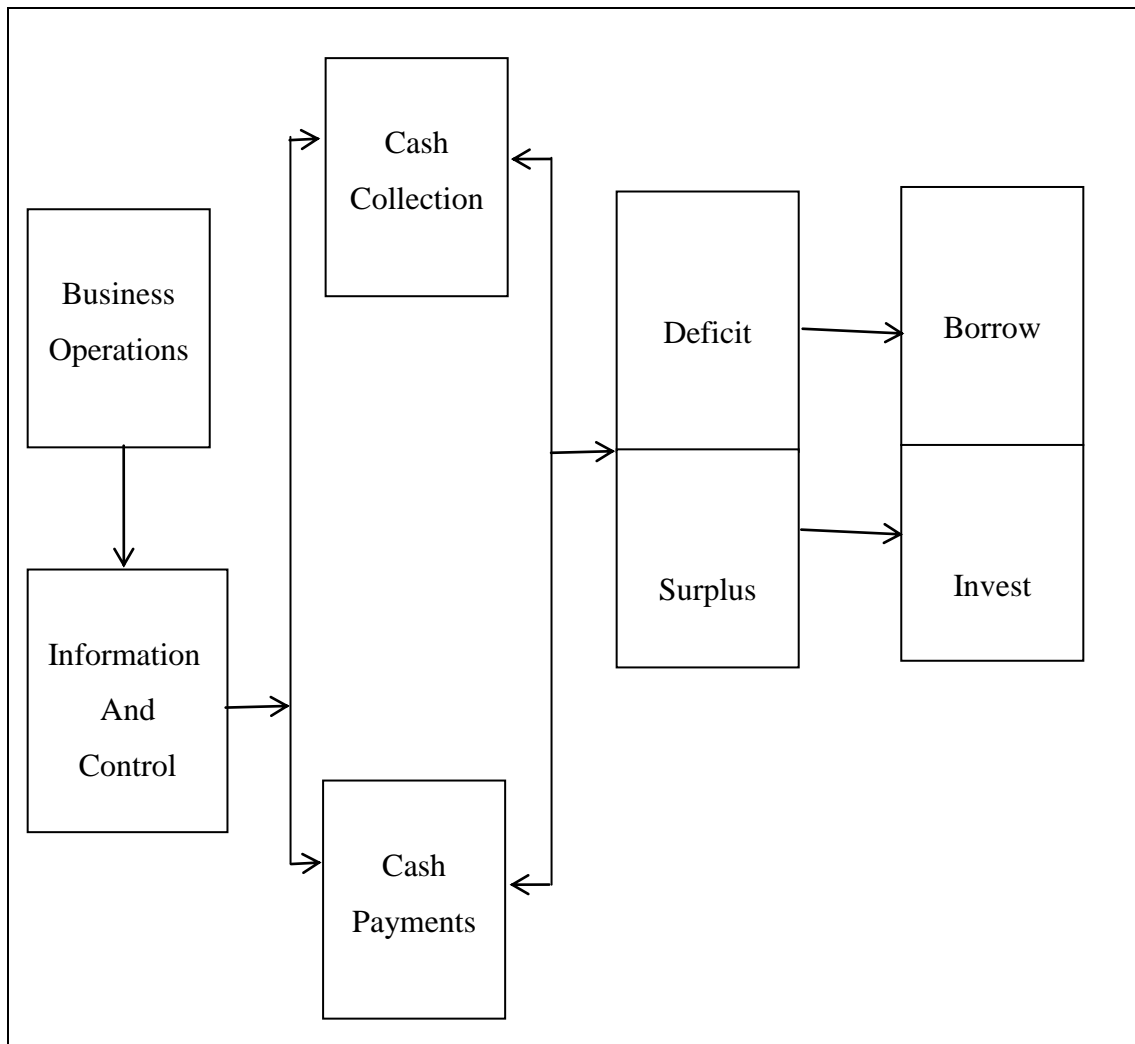 Cash
Collection
Business
Operations
Deficit
Borrow
Surplus
Invest
Information
And
Control
Cash
Payments